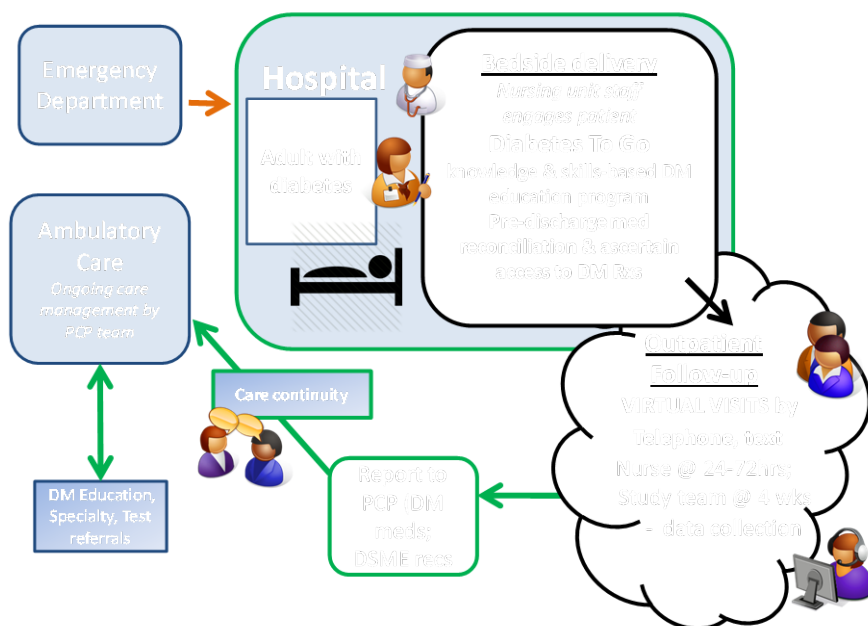 Emergency
Department
Hospital
Adult with
diabetes
Bedside delivery
Nursing unit staff
engages patient
Diabetes To Go
knowledge & skills-based DM
education program
Pre-discharge med
reconciliation & ascertain
access to DM Rxs
Ambulatory
Care
Ongoing care
management by
PCP team
Care continuity
DM Education,
Specialty, Test
referrals
Report to
PCP :DM
meds;
DSME recs
Outpatient
Follow-up
VIRTUAL VISITS by
Telephone, text
Nurse @ 24-72hrs;
Study team @ 4 wks
- data collection